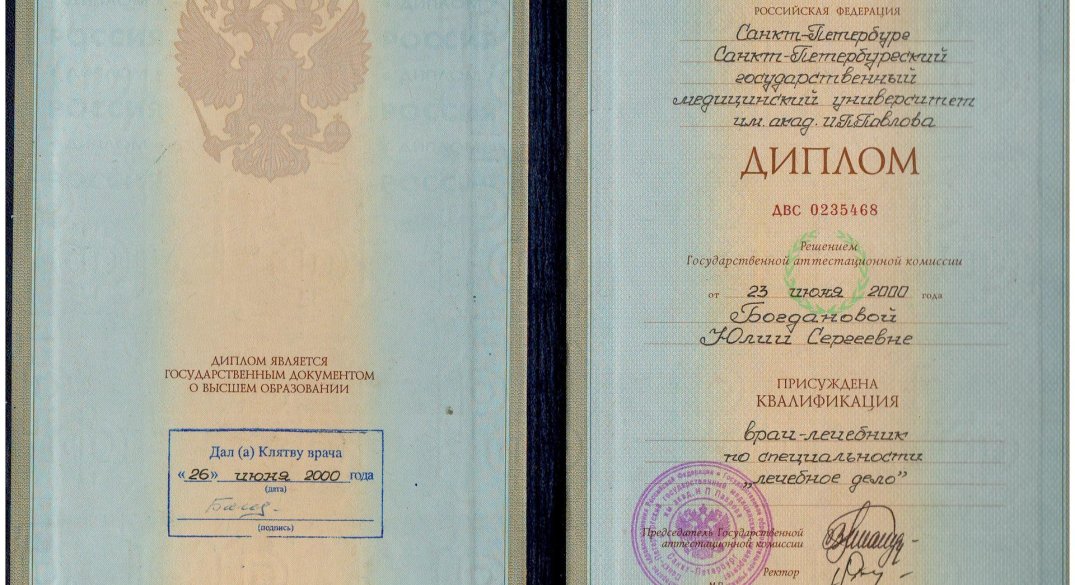 ДИПЛОМ ЯВЛЯЕТСЯ
ГОСУДАРСТВЕННЫМ ДОКУМЕНТОМ
О ВЫСШЕМ ОБРАЗОВАНИИ
Дал (а) Клятву врача
«26» июня 2000 года
(дата)
(подпись)
РОССИЙСКАЯ ФЕДЕРАЦИЯ
Санкт-Петербург
Санкт-Петербургский
государственный
медицинский университет
им. акад. И.П.Павлова
ДИПЛОМ
ДВС 0235468
Решением
Государственной аттестационной комиссии
от 23 июня 2000 года
Богдановой
Юлии Сергеевне
ПРИСУЖДЕНА
КВАЛИФИКАЦИЯ
врач-лечебник
по специальности
„лечебное дело"
Председатель Государственной
аттестационной комиссии
Ректор